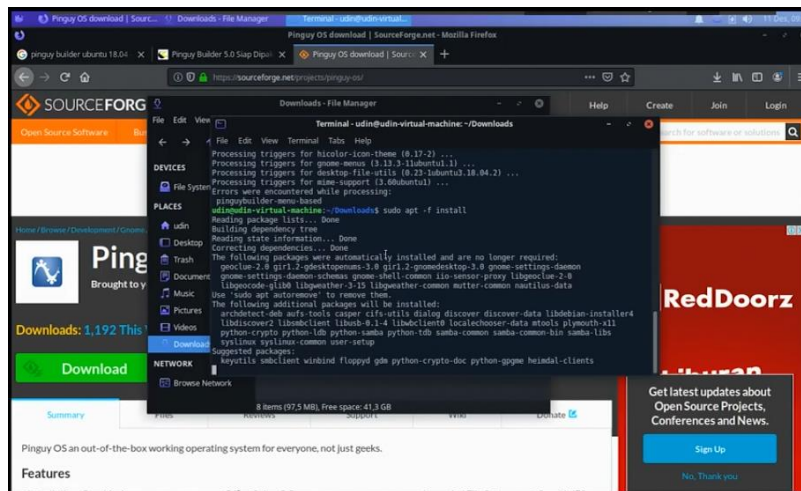 Pinguy OS download | Sourc...
Downloads - File Manager
Terminal - udin@udin-virtual...
11 Dec, 08
Pinguy OS download | SourceForge.net - Mozilla Firefox
pinguy builder ubuntu 18.04
Pinguy Builder 5.0 Siap Dipak
Pinguy OS download | Sourc
https://sourceforge.net/projects/pinguy-os/
SOURCEFORG
Help
Create
Join
Login
Open Source Software
Bus
earch for software or solutions
Downloads - File Manager
File Edit View
DEVICES
File System
PLACES
udin
Desktop
Trash
Document
Music
Pictures
Videos
Download
NETWORK
Browse Network
8 items (97,5 MB), Free space: 41,3 GB
Terminal - udin@udin-virtual-machine: ~/Downloads
File Edit View Terminal Tabs Help
Processing triggers for hicolor-icon-theme (0.17-2) ...
Processing triggers for gnome-menus (3.13.3-11ubuntu1.1) ...
Processing triggers for desktop-file-utils (0.23-1ubuntu3.18.04.2) ...
Processing triggers for mime-support (3.60ubuntu1) ...
Errors were encountered while processing:
pinguybuilder-menu-based
udin@udin-virtual-machine:~/Downloads$ sudo apt -f install
Reading package lists... Done
Building dependency tree
Reading state information... Done
Correcting dependencies... Done
The following packages were automatically installed and are no longer required:
geoclue-2.0 gir1.2-gdesktopenums-3.0 gir1.2-gnomedesktop-3.0 gnome-settings-daemon
gnome-settings-daemon-schemas gnome-shell-common iio-sensor-proxy libgeoclue-2-0
libgeocode-glib0 libgweather-3-15 libgweather-common mutter-common nautilus-data
Use 'sudo apt autoremove' to remove them.
The following additional packages will be installed:
archdetect-deb aufs-tools casper cifs-utils dialog discover discover-data libdebian-installer4
libdiscover2 libsmbclient libusb-0.1-4 libwbclient0 localechooser-data mtools plymouth-x11
python-crypto python-ldb python-samba python-tdb samba-common samba-common-bin samba-libs
syslinux syslinux-common user-setup
Suggested packages:
keyutils smbclient winbind floppyd gdm python-crypto-doc python-gpgme heimdal-clients
Home / Browse / Development / Gnome
Ping
Brought to y
Downloads: 1,192 This
Download
Summary
Files
Reviews
Support
Wiki
Donate
Pinguy OS an out-of-the-box working operating system for everyone, not just geeks.
Features
RedDoorz
Liburan
Get latest updates about
Open Source Projects,
Conferences and News.
Sign Up
No, Thank you